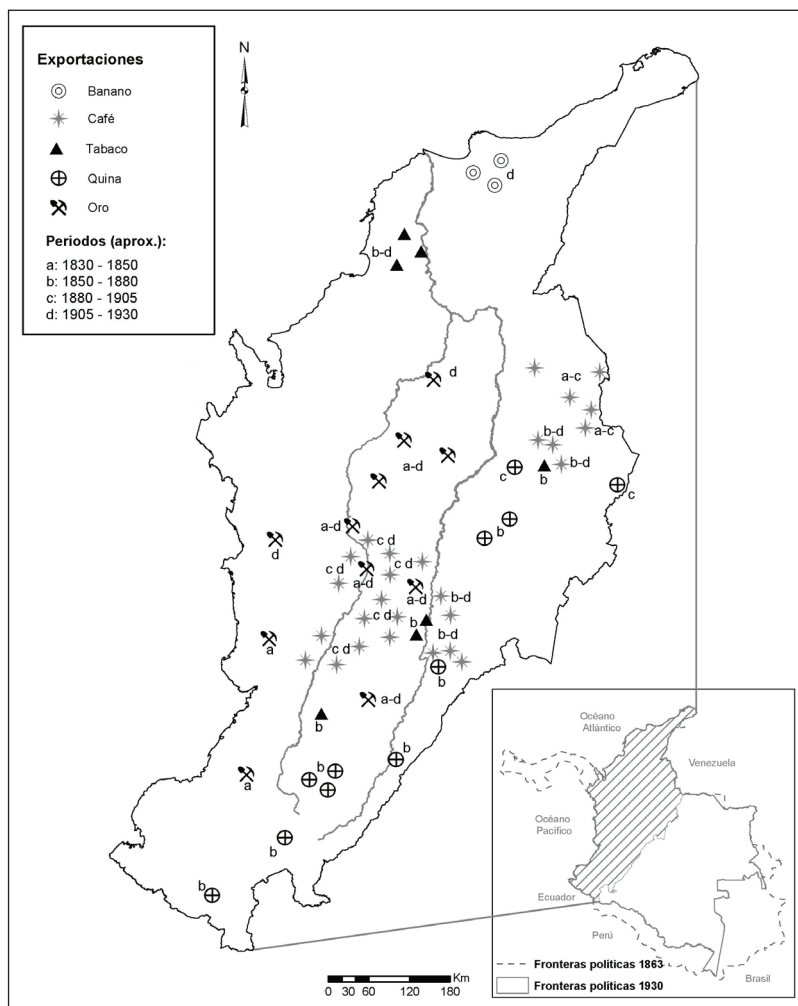 Exportaciones
Banano
Café
Tabaco
Quina
Oro
Periodos (aprox.):
a: 1830 - 1850
b: 1850 - 1880
c: 1880 - 1905
d: 1905 - 1930
N
d
b-d
d
a-c
a-c
b-d
b-d
a-d
c
b
c
b
a-d
d
c d
c d
c d
a-d
a-d
b-d
b
c d
b-d
a
c d
b
a-d
b
b
b
a
b
b
Océano
Atlántico
Venezuela
Océano
Pacífico
Ecuador
Perú
Brasil
Fronteras políticas 1863
Fronteras políticas 1930
Km
0 30 60 120 180